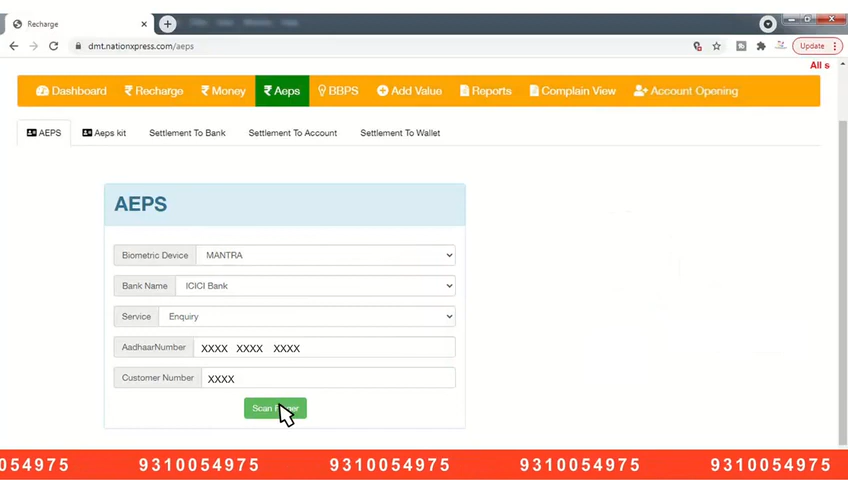 Recharge
dmt.nationxpress.com/aeps
Update
All s
Dashboard Recharge Money Aeps BBPS Add Value Reports Complain View Account Opening
AEPS Aeps kit Settlement To Bank Settlement To Account Settlement To Wallet
AEPS
Biometric Device MANTRA
Bank Name ICICI Bank
Service Enquiry
AadhaarNumber XXXX XXXX XXXX
Customer Number XXXX
Scan
054975 9310054975 9310054975 9310054975 9310054975